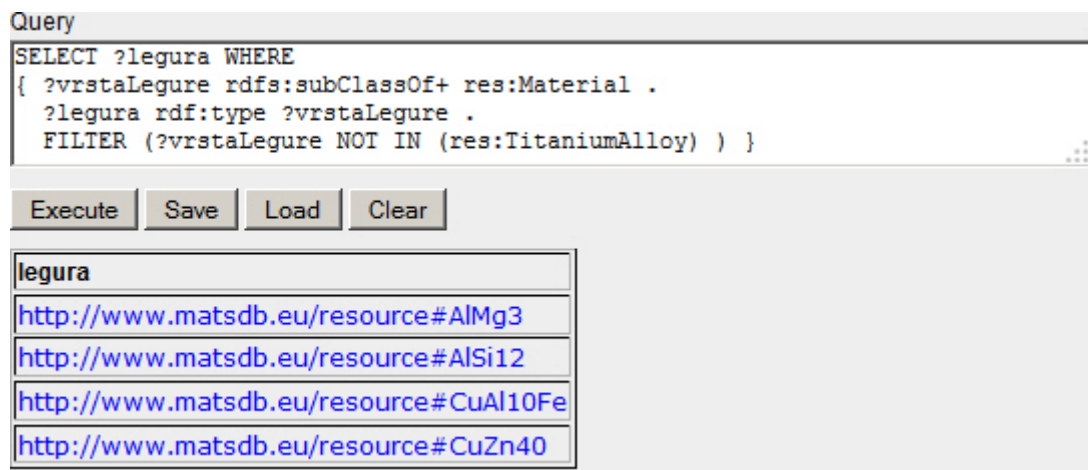 Query
SELECT ?legura WHERE
{ ?vrstaLegure rdfs:subClassOf+ res:Material .
?legura rdf:type ?vrstaLegure .
FILTER (?vrstaLegure NOT IN (res:TitaniumAlloy) ) }
Execute Save Load Clear
legura
http://www.matsdb.eu/resource#AlMg3
http://www.matsdb.eu/resource#AlSi12
http://www.matsdb.eu/resource#CuAl10Fe
http://www.matsdb.eu/resource#CuZn40